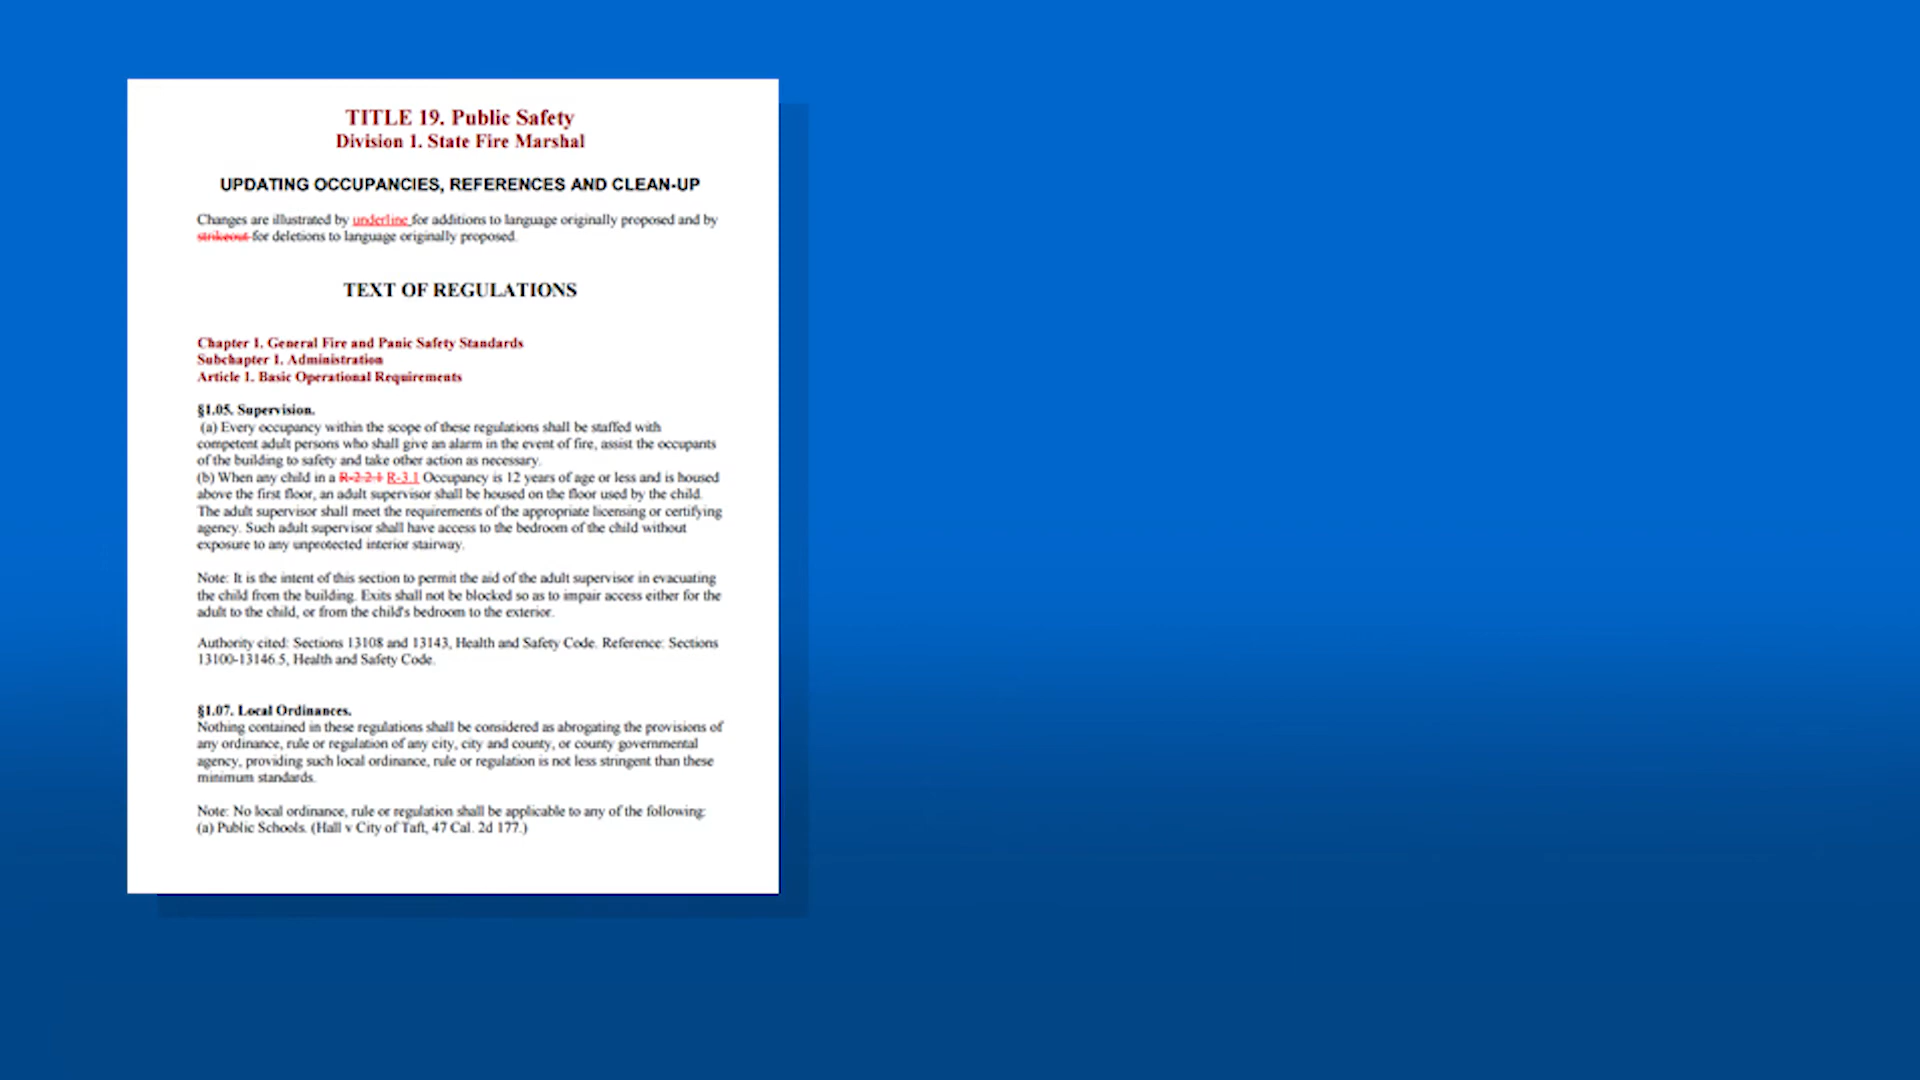 TITLE 19. Public Safety
Division 1. State Fire Marshal
UPDATING OCCUPANCIES, REFERENCES AND CLEAN-UP
Changes are illustrated by underline for additions to language originally proposed and by
strikeout for deletions to language originally proposed.
TEXT OF REGULATIONS
Chapter 1. General Fire and Panic Safety Standards
Subchapter 1. Administration
Article 1. Basic Operational Requirements
§1.05. Supervision.
(a) Every occupancy within the scope of these regulations shall be staffed with
competent adult persons who shall give an alarm in the event of fire, assist the occupants
of the building to safety and take other action as necessary.
(b) When any child in a R-2.2.1 R-3.1 Occupancy is 12 years of age or less and is housed
above the first floor, an adult supervisor shall be housed on the floor used by the child.
The adult supervisor shall meet the requirements of the appropriate licensing or certifying
agency. Such adult supervisor shall have access to the bedroom of the child without
exposure to any unprotected interior stairway.
Note: It is the intent of this section to permit the aid of the adult supervisor in evacuating
the child from the building. Exits shall not be blocked so as to impair access either for the
adult to the child, or from the child's bedroom to the exterior.
Authority cited: Sections 13108 and 13143, Health and Safety Code. Reference: Sections
13100-13146.5, Health and Safety Code.
§1.07. Local Ordinances.
Nothing contained in these regulations shall be considered as abrogating the provisions of
any ordinance, rule or regulation of any city, city and county, or county governmental
agency, providing such local ordinance, rule or regulation is not less stringent than these
minimum standards.
Note: No local ordinance, rule or regulation shall be applicable to any of the following:
(a) Public Schools. (Hall v City of Taft, 47 Cal. 2d 177.)